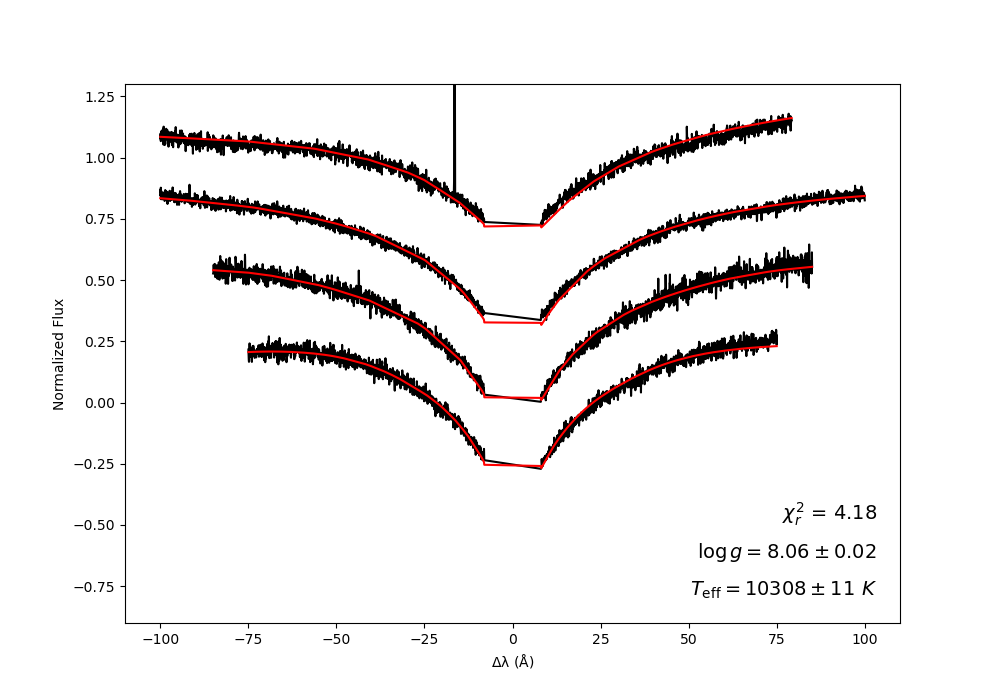 1.25
1.00
0.75
0.50
0.25
0.00
−0.25
−0.50
−0.75
Normalized Flux
χ²ᵣ = 4.18
log g = 8.06 ± 0.02
T_eff = 10308 ± 11 K
−100 −75 −50 −25 0 25 50 75 100
Δλ (Å)